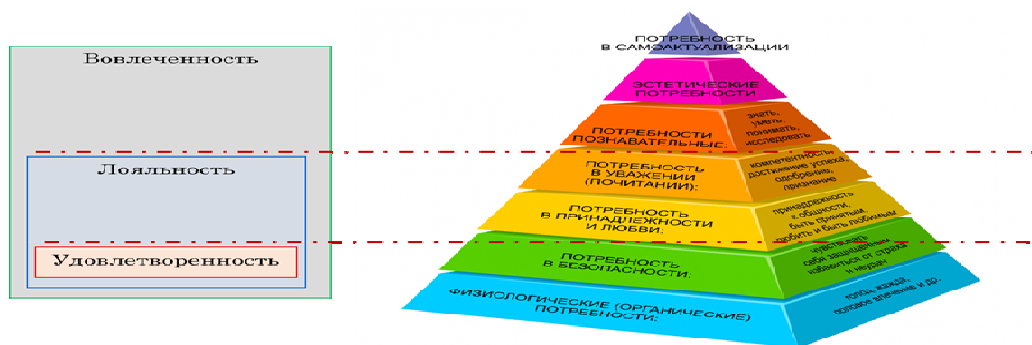 Вовлеченность
Лояльность
Удовлетворенность
ПОТРЕБНОСТЬ
В САМОАКТУАЛИЗАЦИИ
ЭСТЕТИЧЕСКИЕ
ПОТРЕБНОСТИ
ПОТРЕБНОСТИ
ПОЗНАВАТЕЛЬНЫЕ:
знать,
уметь,
понимать,
исследовать
ПОТРЕБНОСТЬ
В УВАЖЕНИИ
(ПОЧИТАНИИ):
компетентность,
достижение успеха,
одобрение,
признание
ПОТРЕБНОСТЬ
В ПРИНАДЛЕЖНОСТИ
И ЛЮБВИ:
принадлежность
к общности,
быть принятым
любить и быть любимым
ПОТРЕБНОСТЬ
В БЕЗОПАСНОСТИ:
чувствовать
себя защищенным
избавиться от страха
и неудач
ФИЗИОЛОГИЧЕСКИЕ (ОРГАНИЧЕСКИЕ)
ПОТРЕБНОСТИ:
голод, жажда,
половое влечение и др.